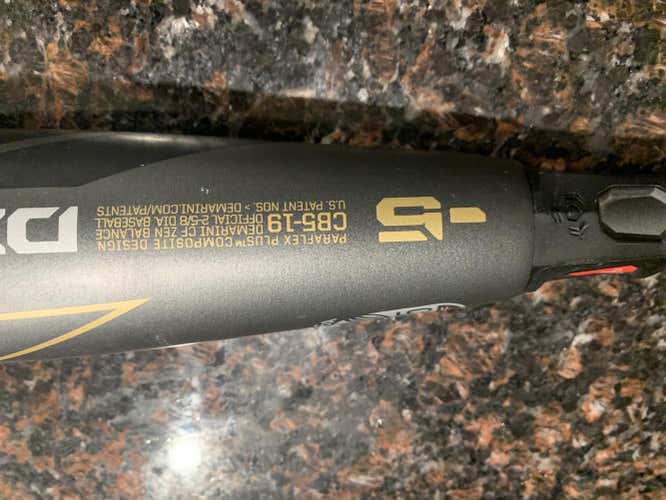 -5
PARAFLEX PLUS™ COMPOSITE DESIGN
CB5-19
DEMARINI CF ZEN BALANCE
OFFICIAL 2-5/8 DIA BASEBALL
U.S. PATENT NOS. > DEMARINI.COM/PATENTS